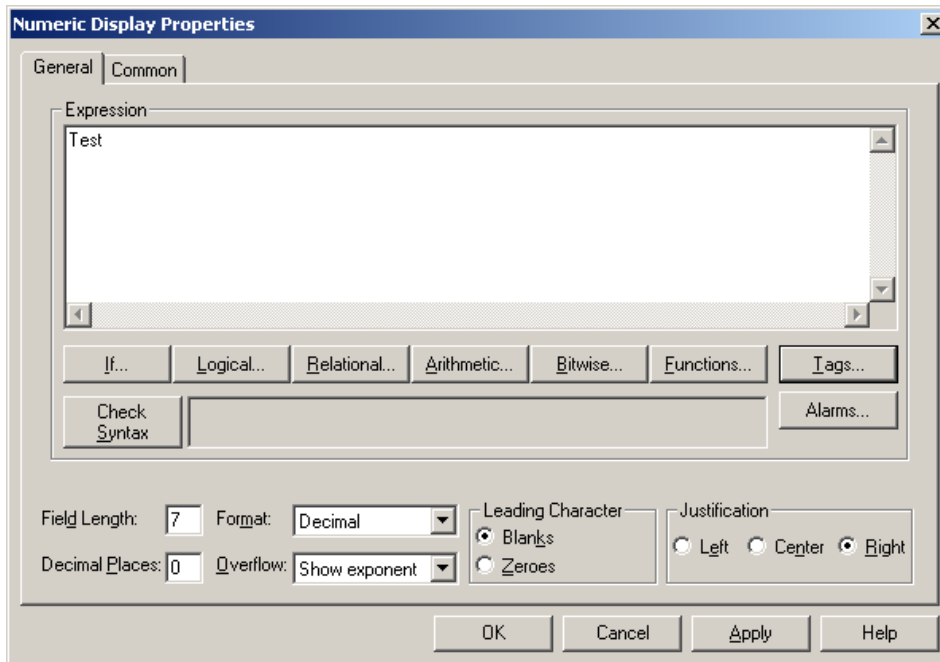 Numeric Display Properties
General Common
Expression
Test
If... Logical... Relational... Arithmetic... Bitwise... Functions... Tags...
Check Syntax
Alarms...
Field Length: 7 Format: Decimal
Decimal Places: 0 Overflow: Show exponent
Leading Character
Blanks
Zeroes
Justification
Left Center Right
OK Cancel Apply Help